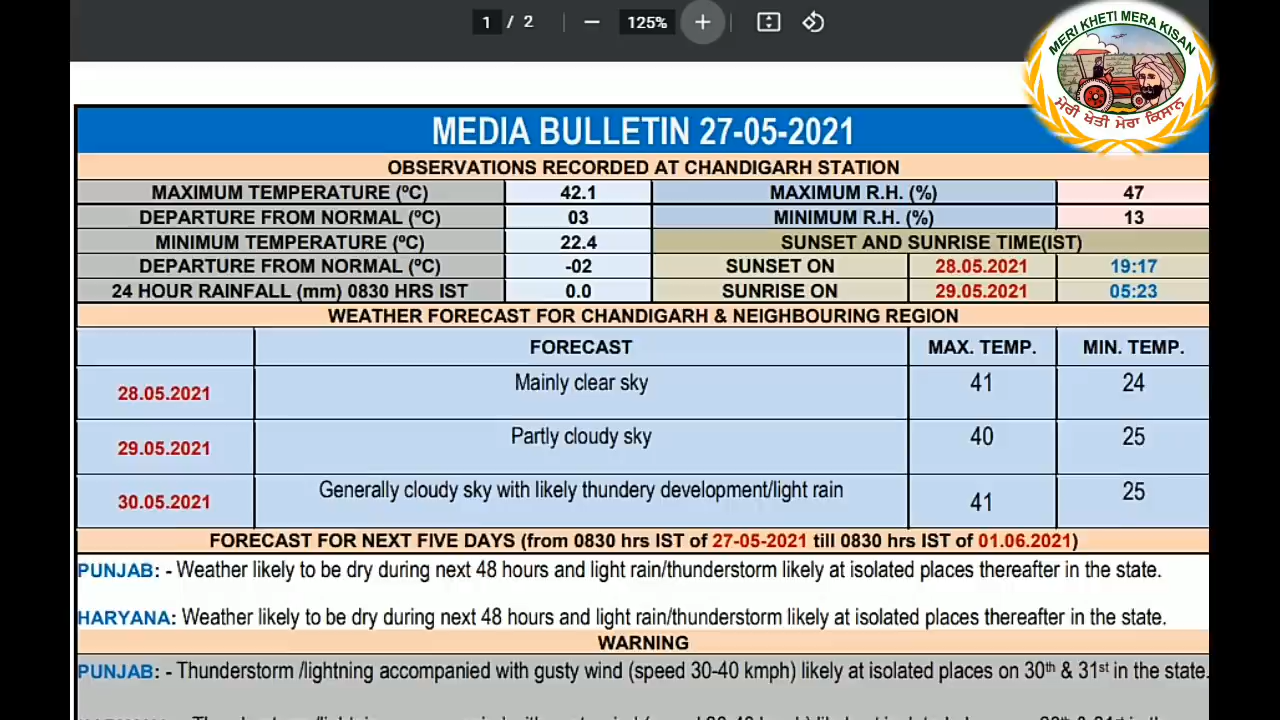 1 / 2 125%
MERI KHETI MERA KISAN
ਮੇਰੀ ਖੇਤੀ ਮੇਰਾ ਕਿਸਾਨ
MEDIA BULLETIN 27-05-2021
OBSERVATIONS RECORDED AT CHANDIGARH STATION
MAXIMUM TEMPERATURE (ºC) 42.1 MAXIMUM R.H. (%) 47
DEPARTURE FROM NORMAL (ºC) 03 MINIMUM R.H. (%) 13
MINIMUM TEMPERATURE (ºC) 22.4 SUNSET AND SUNRISE TIME(IST)
DEPARTURE FROM NORMAL (ºC) -02 SUNSET ON 28.05.2021 19:17
24 HOUR RAINFALL (mm) 0830 HRS IST 0.0 SUNRISE ON 29.05.2021 05:23
WEATHER FORECAST FOR CHANDIGARH & NEIGHBOURING REGION
FORECAST MAX. TEMP. MIN. TEMP.
28.05.2021 Mainly clear sky 41 24
29.05.2021 Partly cloudy sky 40 25
30.05.2021 Generally cloudy sky with likely thundery development/light rain 41 25
FORECAST FOR NEXT FIVE DAYS (from 0830 hrs IST of 27-05-2021 till 0830 hrs IST of 01.06.2021)
PUNJAB: - Weather likely to be dry during next 48 hours and light rain/thunderstorm likely at isolated places thereafter in the state.
HARYANA: Weather likely to be dry during next 48 hours and light rain/thunderstorm likely at isolated places thereafter in the state.
WARNING
PUNJAB: - Thunderstorm /lightning accompanied with gusty wind (speed 30-40 kmph) likely at isolated places on 30th & 31st in the state.